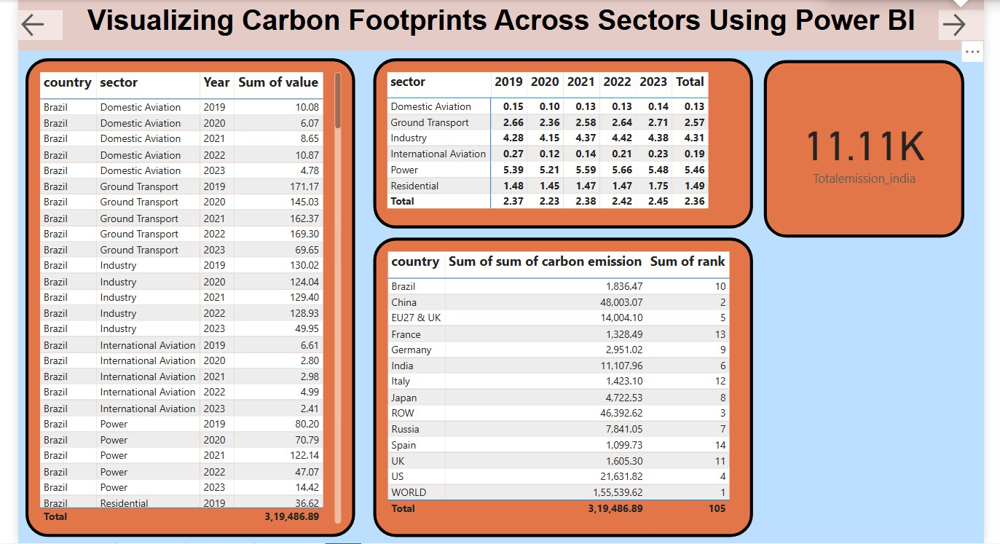 Visualizing Carbon Footprints Across Sectors Using Power BI
country sector Year Sum of value
Brazil Domestic Aviation 2019 10.08
Brazil Domestic Aviation 2020 6.07
Brazil Domestic Aviation 2021 8.65
Brazil Domestic Aviation 2022 10.87
Brazil Domestic Aviation 2023 4.78
Brazil Ground Transport 2019 171.17
Brazil Ground Transport 2020 145.03
Brazil Ground Transport 2021 162.37
Brazil Ground Transport 2022 169.30
Brazil Ground Transport 2023 69.65
Brazil Industry 2019 130.02
Brazil Industry 2020 124.04
Brazil Industry 2021 129.40
Brazil Industry 2022 128.93
Brazil Industry 2023 49.95
Brazil International Aviation 2019 6.61
Brazil International Aviation 2020 2.80
Brazil International Aviation 2021 2.98
Brazil International Aviation 2022 4.99
Brazil International Aviation 2023 2.41
Brazil Power 2019 80.20
Brazil Power 2020 70.79
Brazil Power 2021 122.14
Brazil Power 2022 47.07
Brazil Power 2023 14.42
Brazil Residential 2019 36.62
Total 3,19,486.89
sector 2019 2020 2021 2022 2023 Total
Domestic Aviation 0.15 0.10 0.13 0.13 0.14 0.13
Ground Transport 2.66 2.36 2.58 2.64 2.71 2.57
Industry 4.28 4.15 4.37 4.42 4.38 4.31
International Aviation 0.27 0.12 0.14 0.21 0.23 0.19
Power 5.39 5.21 5.59 5.66 5.48 5.46
Residential 1.48 1.45 1.47 1.47 1.75 1.49
Total 2.37 2.23 2.38 2.42 2.45 2.36
11.11K
Totalemission_india
country Sum of sum of carbon emission Sum of rank
Brazil 1,836.47 10
China 48,003.07 2
EU27 & UK 14,004.10 5
France 1,328.49 13
Germany 2,951.02 9
India 11,107.96 6
Italy 1,423.10 12
Japan 4,722.53 8
ROW 46,392.62 3
Russia 7,841.05 7
Spain 1,099.73 14
UK 1,605.30 11
US 21,631.82 4
WORLD 1,55,539.62 1
Total 3,19,486.89 105